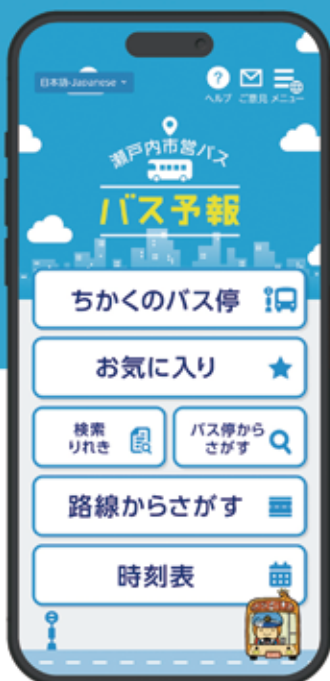 日本語-Japanese
ヘルプ ご意見 メニュー
瀬戸内市営バス
バス予報
ちかくのバス停
お気に入り
検索
りれき
バス停から
さがす
路線からさがす
時刻表